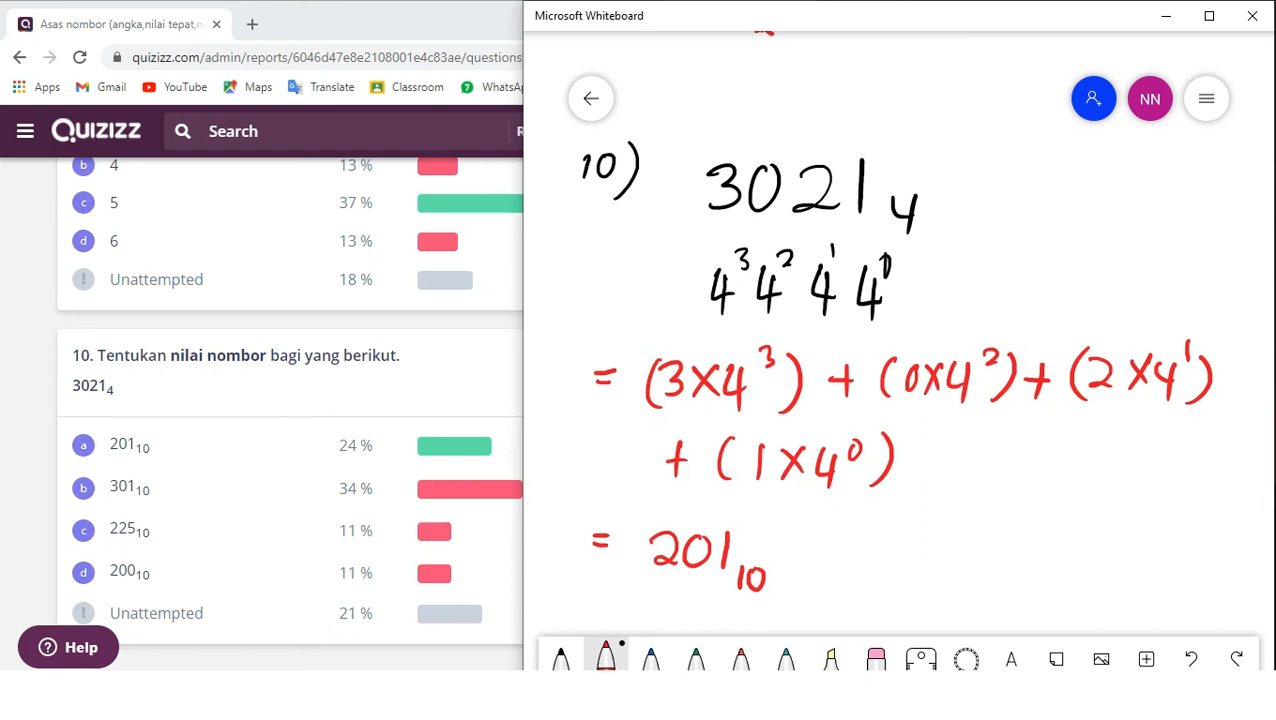 Asas nombor (angka,nilai tepat,n
Microsoft Whiteboard
quizizz.com/admin/reports/6046d47e8e2108001e4c83ae/questions
Apps Gmail YouTube Maps Translate Classroom WhatsA
QUIZIZZ Search R
NN
b 4 13 %
c 5 37 %
d 6 13 %
! Unattempted 18 %
10. Tentukan nilai nombor bagi yang berikut.
3021₄
a 201₁₀ 24 %
b 301₁₀ 34 %
c 225₁₀ 11 %
d 200₁₀ 11 %
! Unattempted 21 %
? Help
10) 3021₄
4³ 4² 4¹ 4⁰
= (3×4³) + (0×4²) + (2×4¹)
+ (1×4⁰)
= 201₁₀
A